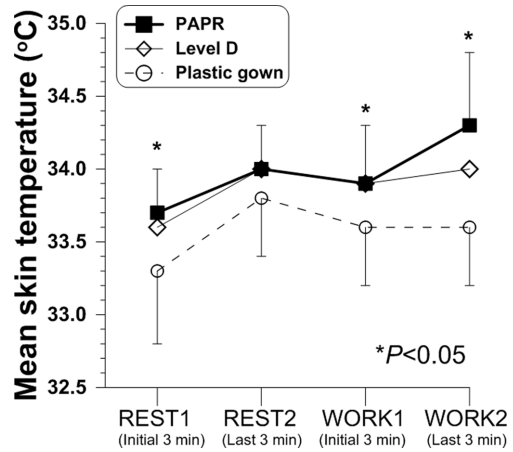 Mean skin temperature (°C)
35.0
34.5
34.0
33.5
33.0
32.5
PAPR
Level D
Plastic gown
*
*
*
*P<0.05
REST1 REST2 WORK1 WORK2
(Initial 3 min) (Last 3 min) (Initial 3 min) (Last 3 min)